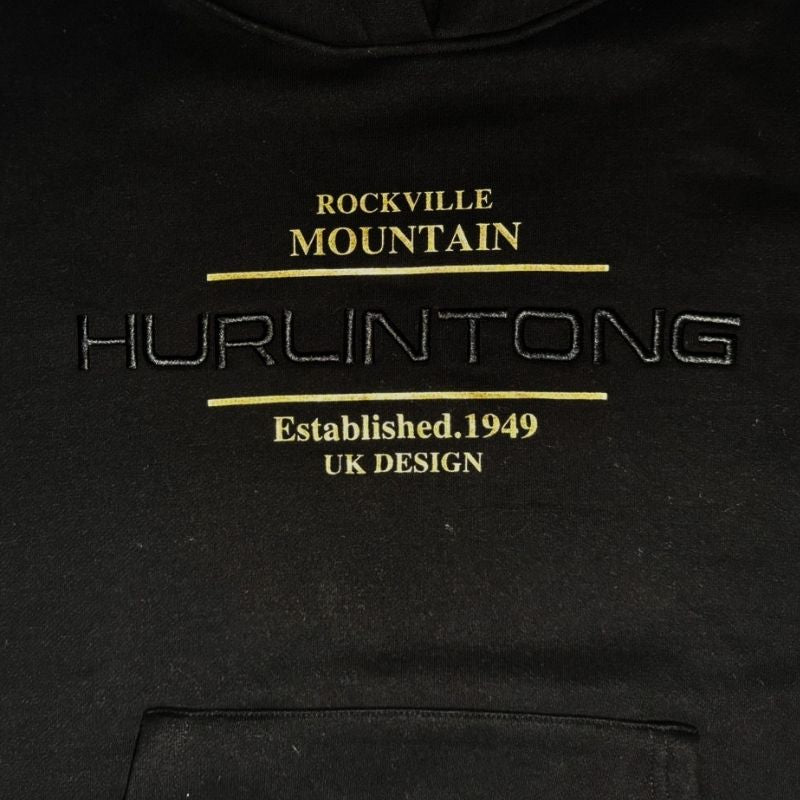 ROCKVILLE
MOUNTAIN
HURLINTONG
Established.1949
UK DESIGN